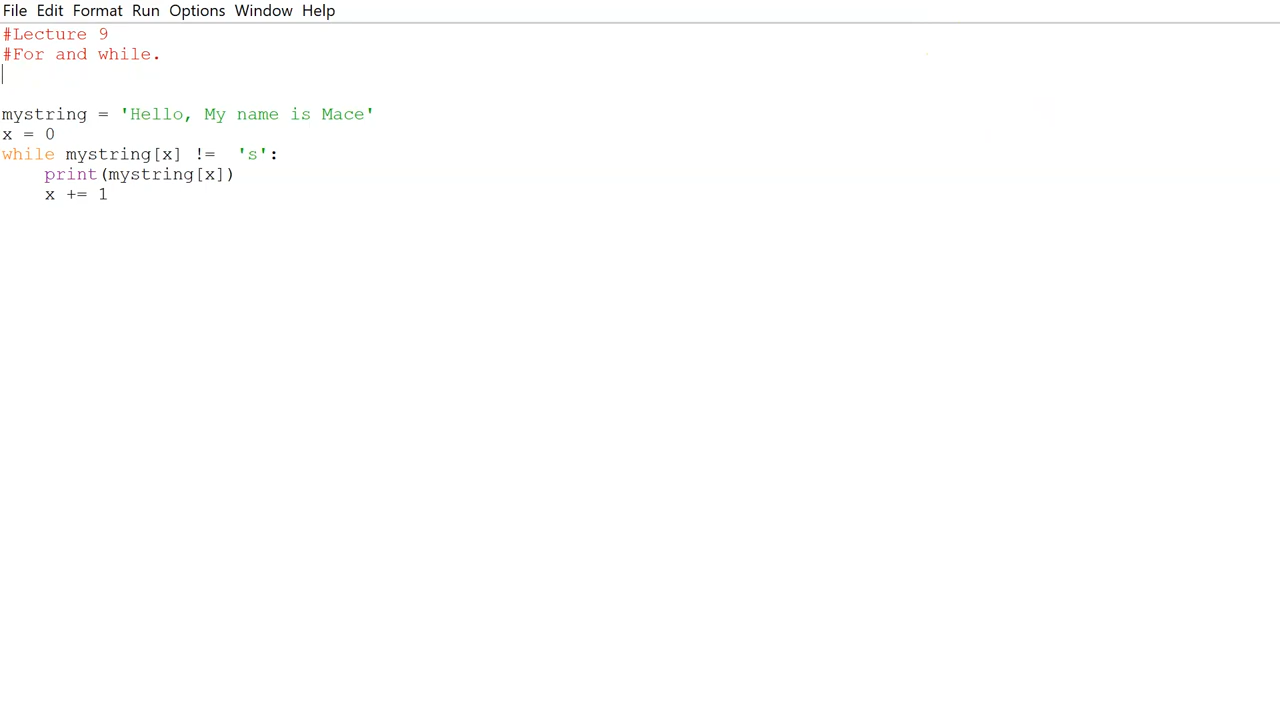 File Edit Format Run Options Window Help
#Lecture 9
#For and while.
mystring = 'Hello, My name is Mace'
x = 0
while mystring[x] !=  's':
    print(mystring[x])
    x += 1